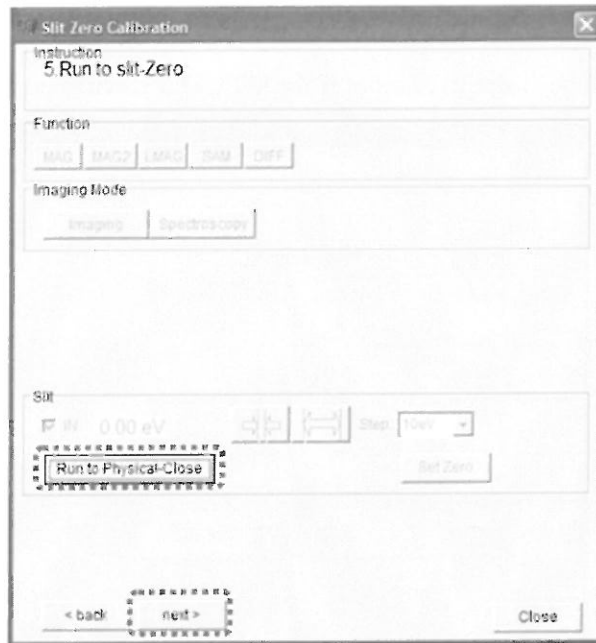 Slit Zero Calibration
Instruction
5.Run to slit-Zero
Function
MAG MAG2 LMAG SAM DIFF
Imaging Mode
Imaging Spectroscopy
Slit
IN 0.00 eV Step: 10eV
Run to Physical-Close Set Zero
< back next > Close